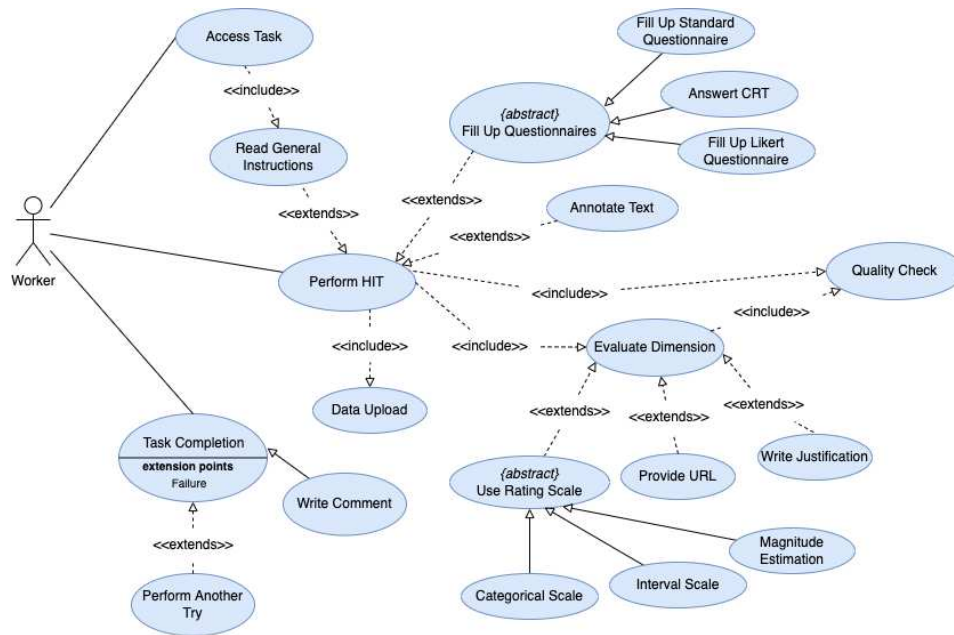 Fill Up Standard
Questionnaire
Access Task
<<include>>
{abstract}
Fill Up Questionnaires
Answert CRT
Read General
Instructions
Fill Up Likert
Questionnaire
<<extends>>
<<extends>>
Annotate Text
<<extends>>
Worker
Perform HIT
Quality Check
<<include>>
<<include>>
<<include>>
<<include>>
Evaluate Dimension
Data Upload
<<extends>>
<<extends>>
<<extends>>
Task Completion
extension points
Failure
Write Justification
{abstract}
Use Rating Scale
Provide URL
Write Comment
<<extends>>
Magnitude
Estimation
Perform Another
Try
Categorical Scale
Interval Scale